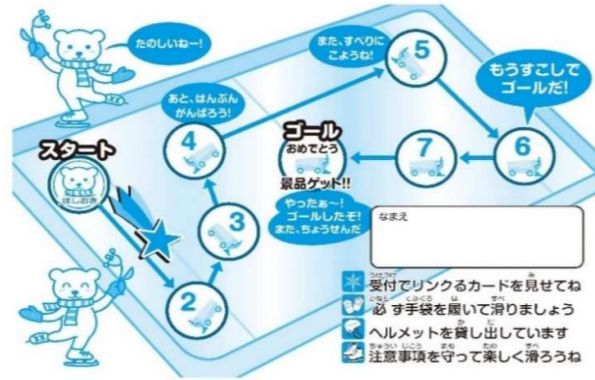 たのしいねー!
また、すべりに
こようね!
5
もうすこしで
ゴールだ!
あと、はんぶん
がんばろう!
4
ゴール
おめでとう
景品ゲット!!
7
6
スタート
はしおき
3
やったぁ〜!
ゴールしたぞ!
また、ちょうせんだ
2
なまえ
受付でリンクるカードを見せてね
必ず手袋を履いて滑りましょう
ヘルメットを貸し出しています
注意事項を守って楽しく滑ろうね